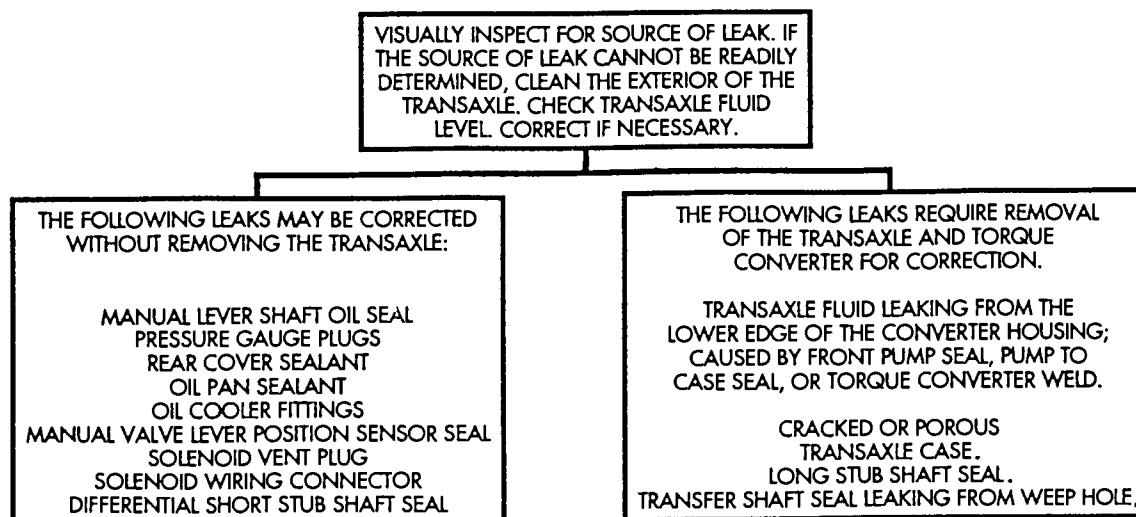 VISUALLY INSPECT FOR SOURCE OF LEAK. IF
THE SOURCE OF LEAK CANNOT BE READILY
DETERMINED, CLEAN THE EXTERIOR OF THE
TRANSAXLE. CHECK TRANSAXLE FLUID
LEVEL. CORRECT IF NECESSARY.
THE FOLLOWING LEAKS MAY BE CORRECTED
WITHOUT REMOVING THE TRANSAXLE:
MANUAL LEVER SHAFT OIL SEAL
PRESSURE GAUGE PLUGS
REAR COVER SEALANT
OIL PAN SEALANT
OIL COOLER FITTINGS
MANUAL VALVE LEVER POSITION SENSOR SEAL
SOLENOID VENT PLUG
SOLENOID WIRING CONNECTOR
DIFFERENTIAL SHORT STUB SHAFT SEAL
THE FOLLOWING LEAKS REQUIRE REMOVAL
OF THE TRANSAXLE AND TORQUE
CONVERTER FOR CORRECTION.
TRANSAXLE FLUID LEAKING FROM THE
LOWER EDGE OF THE CONVERTER HOUSING;
CAUSED BY FRONT PUMP SEAL, PUMP TO
CASE SEAL, OR TORQUE CONVERTER WELD.
CRACKED OR POROUS
TRANSAXLE CASE.
LONG STUB SHAFT SEAL.
TRANSFER SHAFT SEAL LEAKING FROM WEEP HOLE.